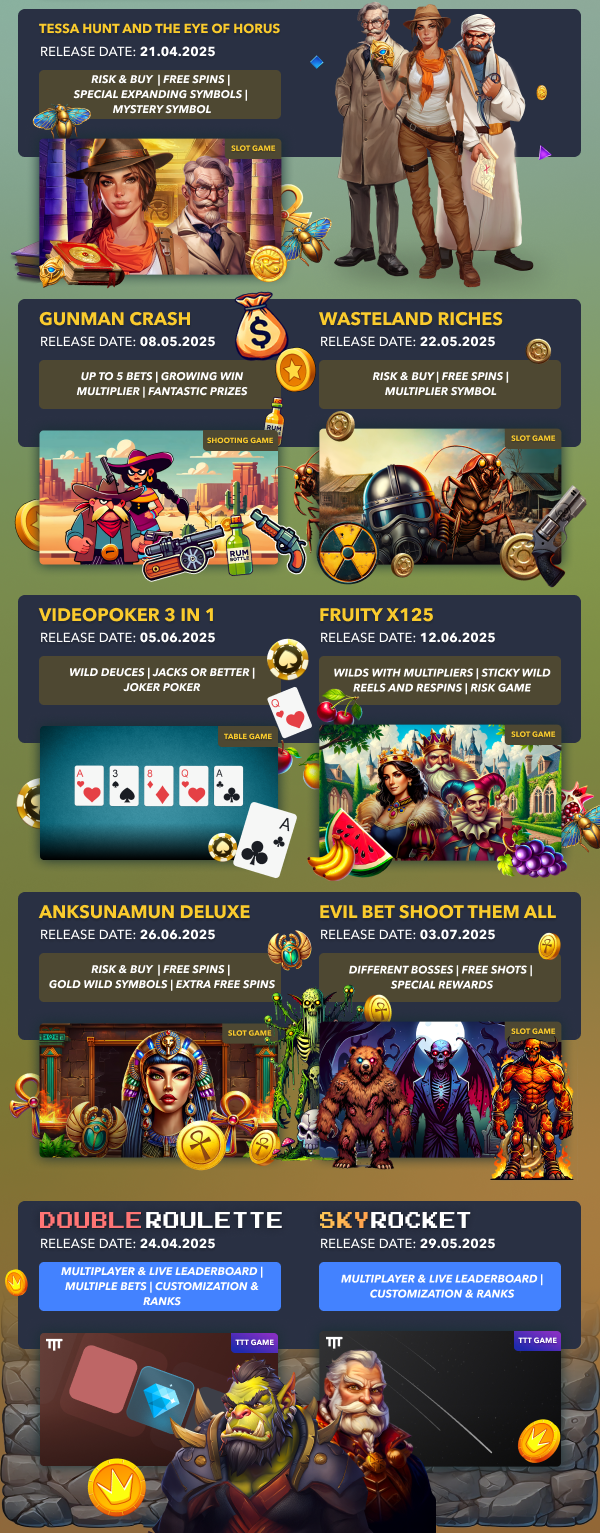 TESSA HUNT AND THE EYE OF HORUS
RELEASE DATE: 21.04.2025
RISK & BUY | FREE SPINS |
SPECIAL EXPANDING SYMBOLS |
MYSTERY SYMBOL
SLOT GAME
GUNMAN CRASH
RELEASE DATE: 08.05.2025
UP TO 5 BETS | GROWING WIN
MULTIPLIER | FANTASTIC PRIZES
$
RUM
SHOOTING GAME
RUM
BOTTLE
WASTELAND RICHES
RELEASE DATE: 22.05.2025
RISK & BUY | FREE SPINS |
MULTIPLIER SYMBOL
SLOT GAME
VIDEOPOKER 3 IN 1
RELEASE DATE: 05.06.2025
WILD DEUCES | JACKS OR BETTER |
JOKER POKER
Q
TABLE GAME
A 3 8 Q A
A
FRUITY X125
RELEASE DATE: 12.06.2025
WILDS WITH MULTIPLIERS | STICKY WILD
REELS AND RESPINS | RISK GAME
SLOT GAME
ANKSUNAMUN DELUXE
RELEASE DATE: 26.06.2025
RISK & BUY | FREE SPINS |
GOLD WILD SYMBOLS | EXTRA FREE SPINS
SLOT GAME
EVIL BET SHOOT THEM ALL
RELEASE DATE: 03.07.2025
DIFFERENT BOSSES | FREE SHOTS |
SPECIAL REWARDS
SLOT GAME
DOUBLE ROULETTE
RELEASE DATE: 24.04.2025
MULTIPLAYER & LIVE LEADERBOARD |
MULTIPLE BETS | CUSTOMIZATION &
RANKS
TTT
TTT GAME
SKYROCKET
RELEASE DATE: 29.05.2025
MULTIPLAYER & LIVE LEADERBOARD |
CUSTOMIZATION & RANKS
TTT
TTT GAME